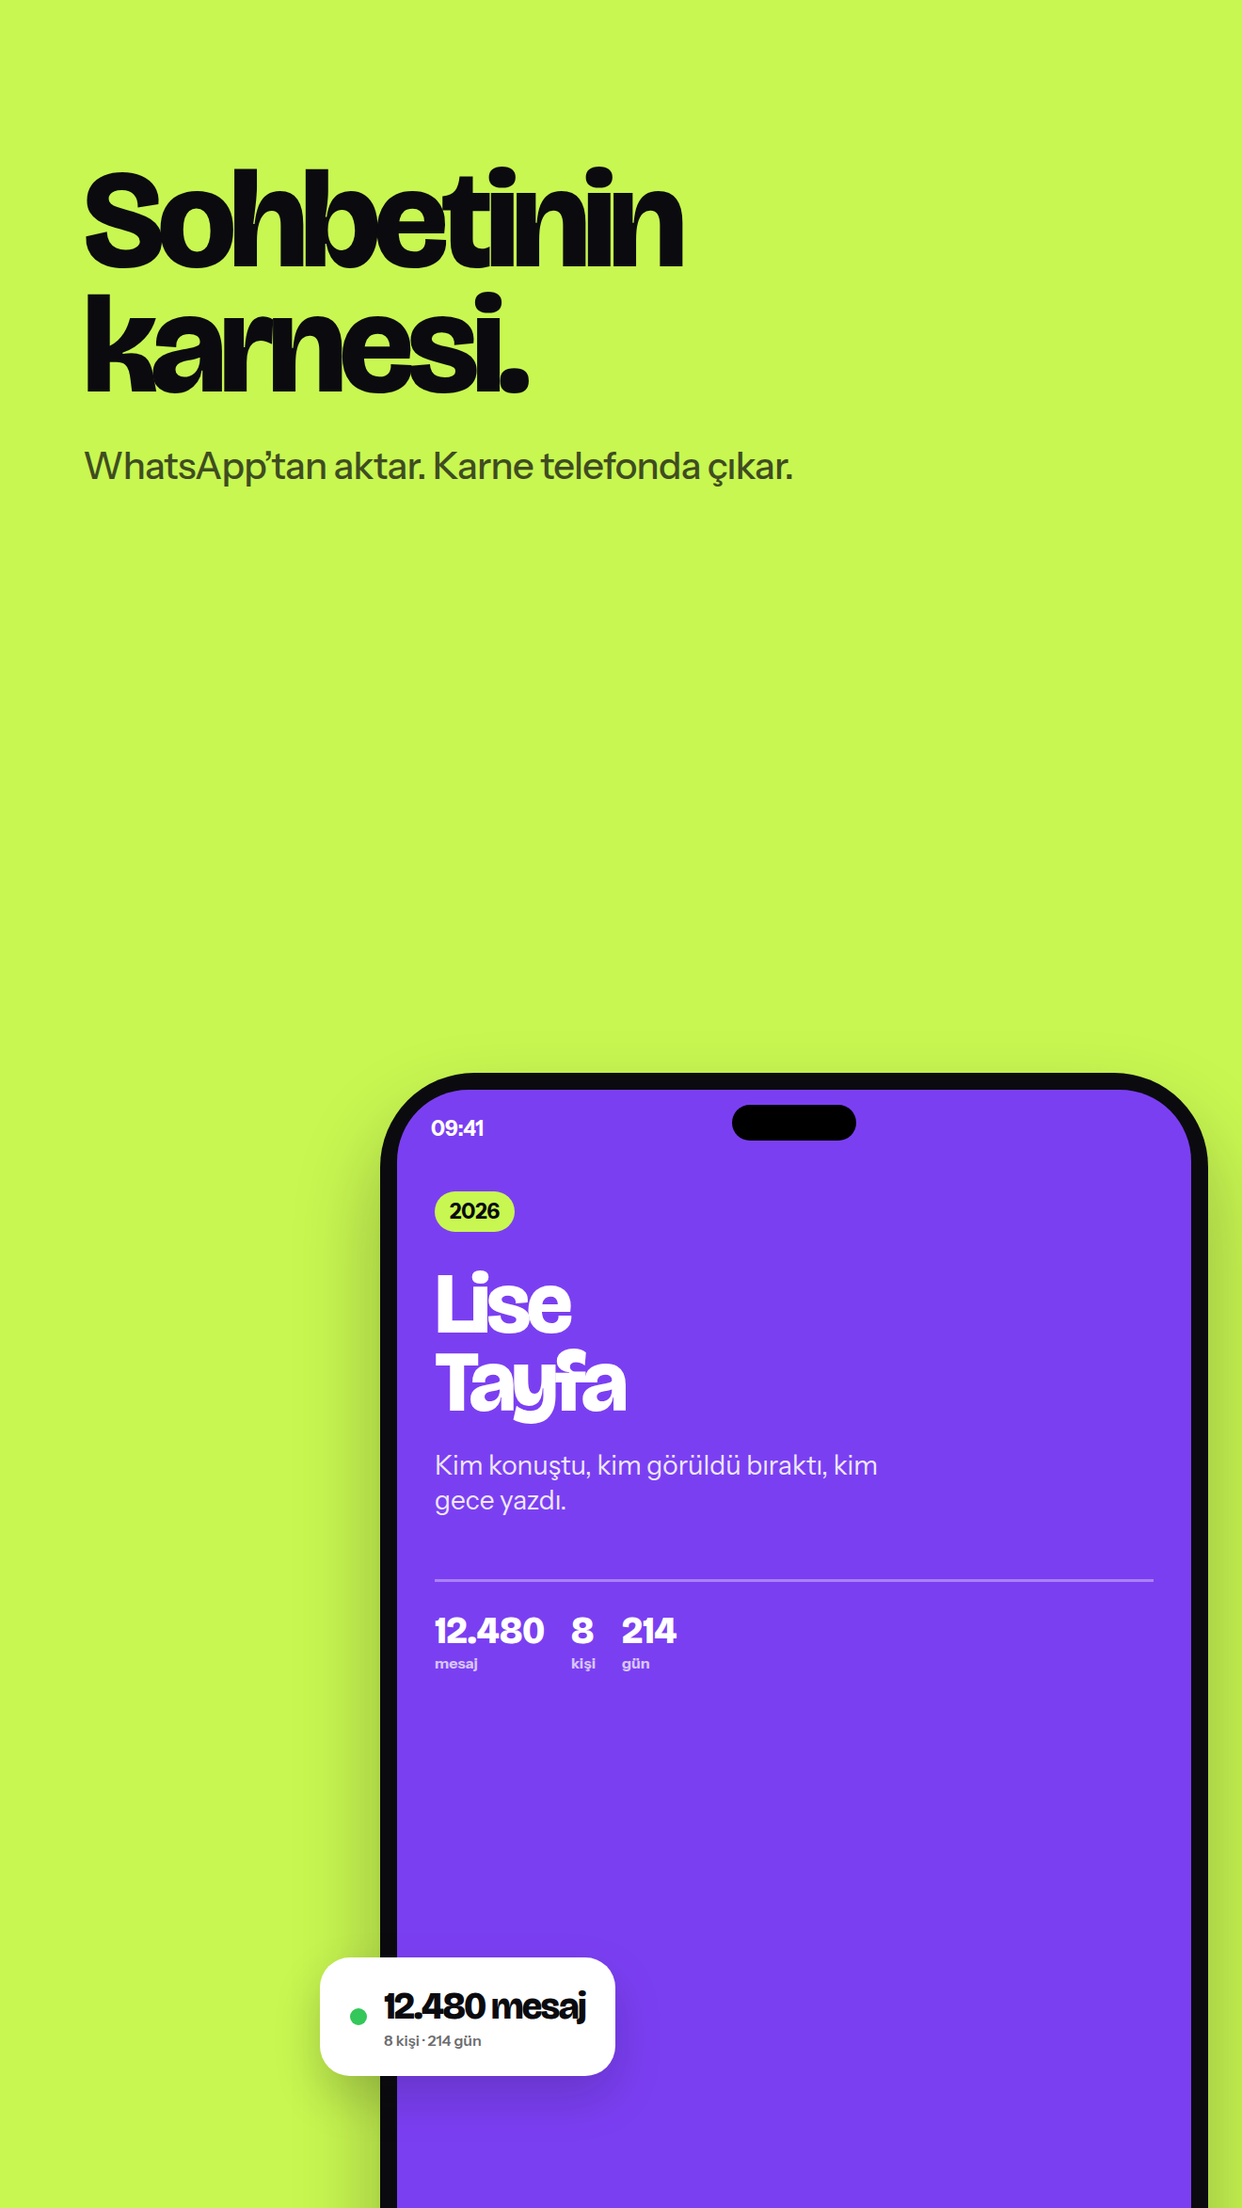 Sohbetinin
karnesi.
WhatsApp’tan aktar. Karne telefonda çıkar.
09:41
2026
Lise
Tayfa
Kim konuştu, kim görüldü bıraktı, kim
gece yazdı.
12.480 8 214
mesaj kişi gün
12.480 mesaj
8 kişi · 214 gün